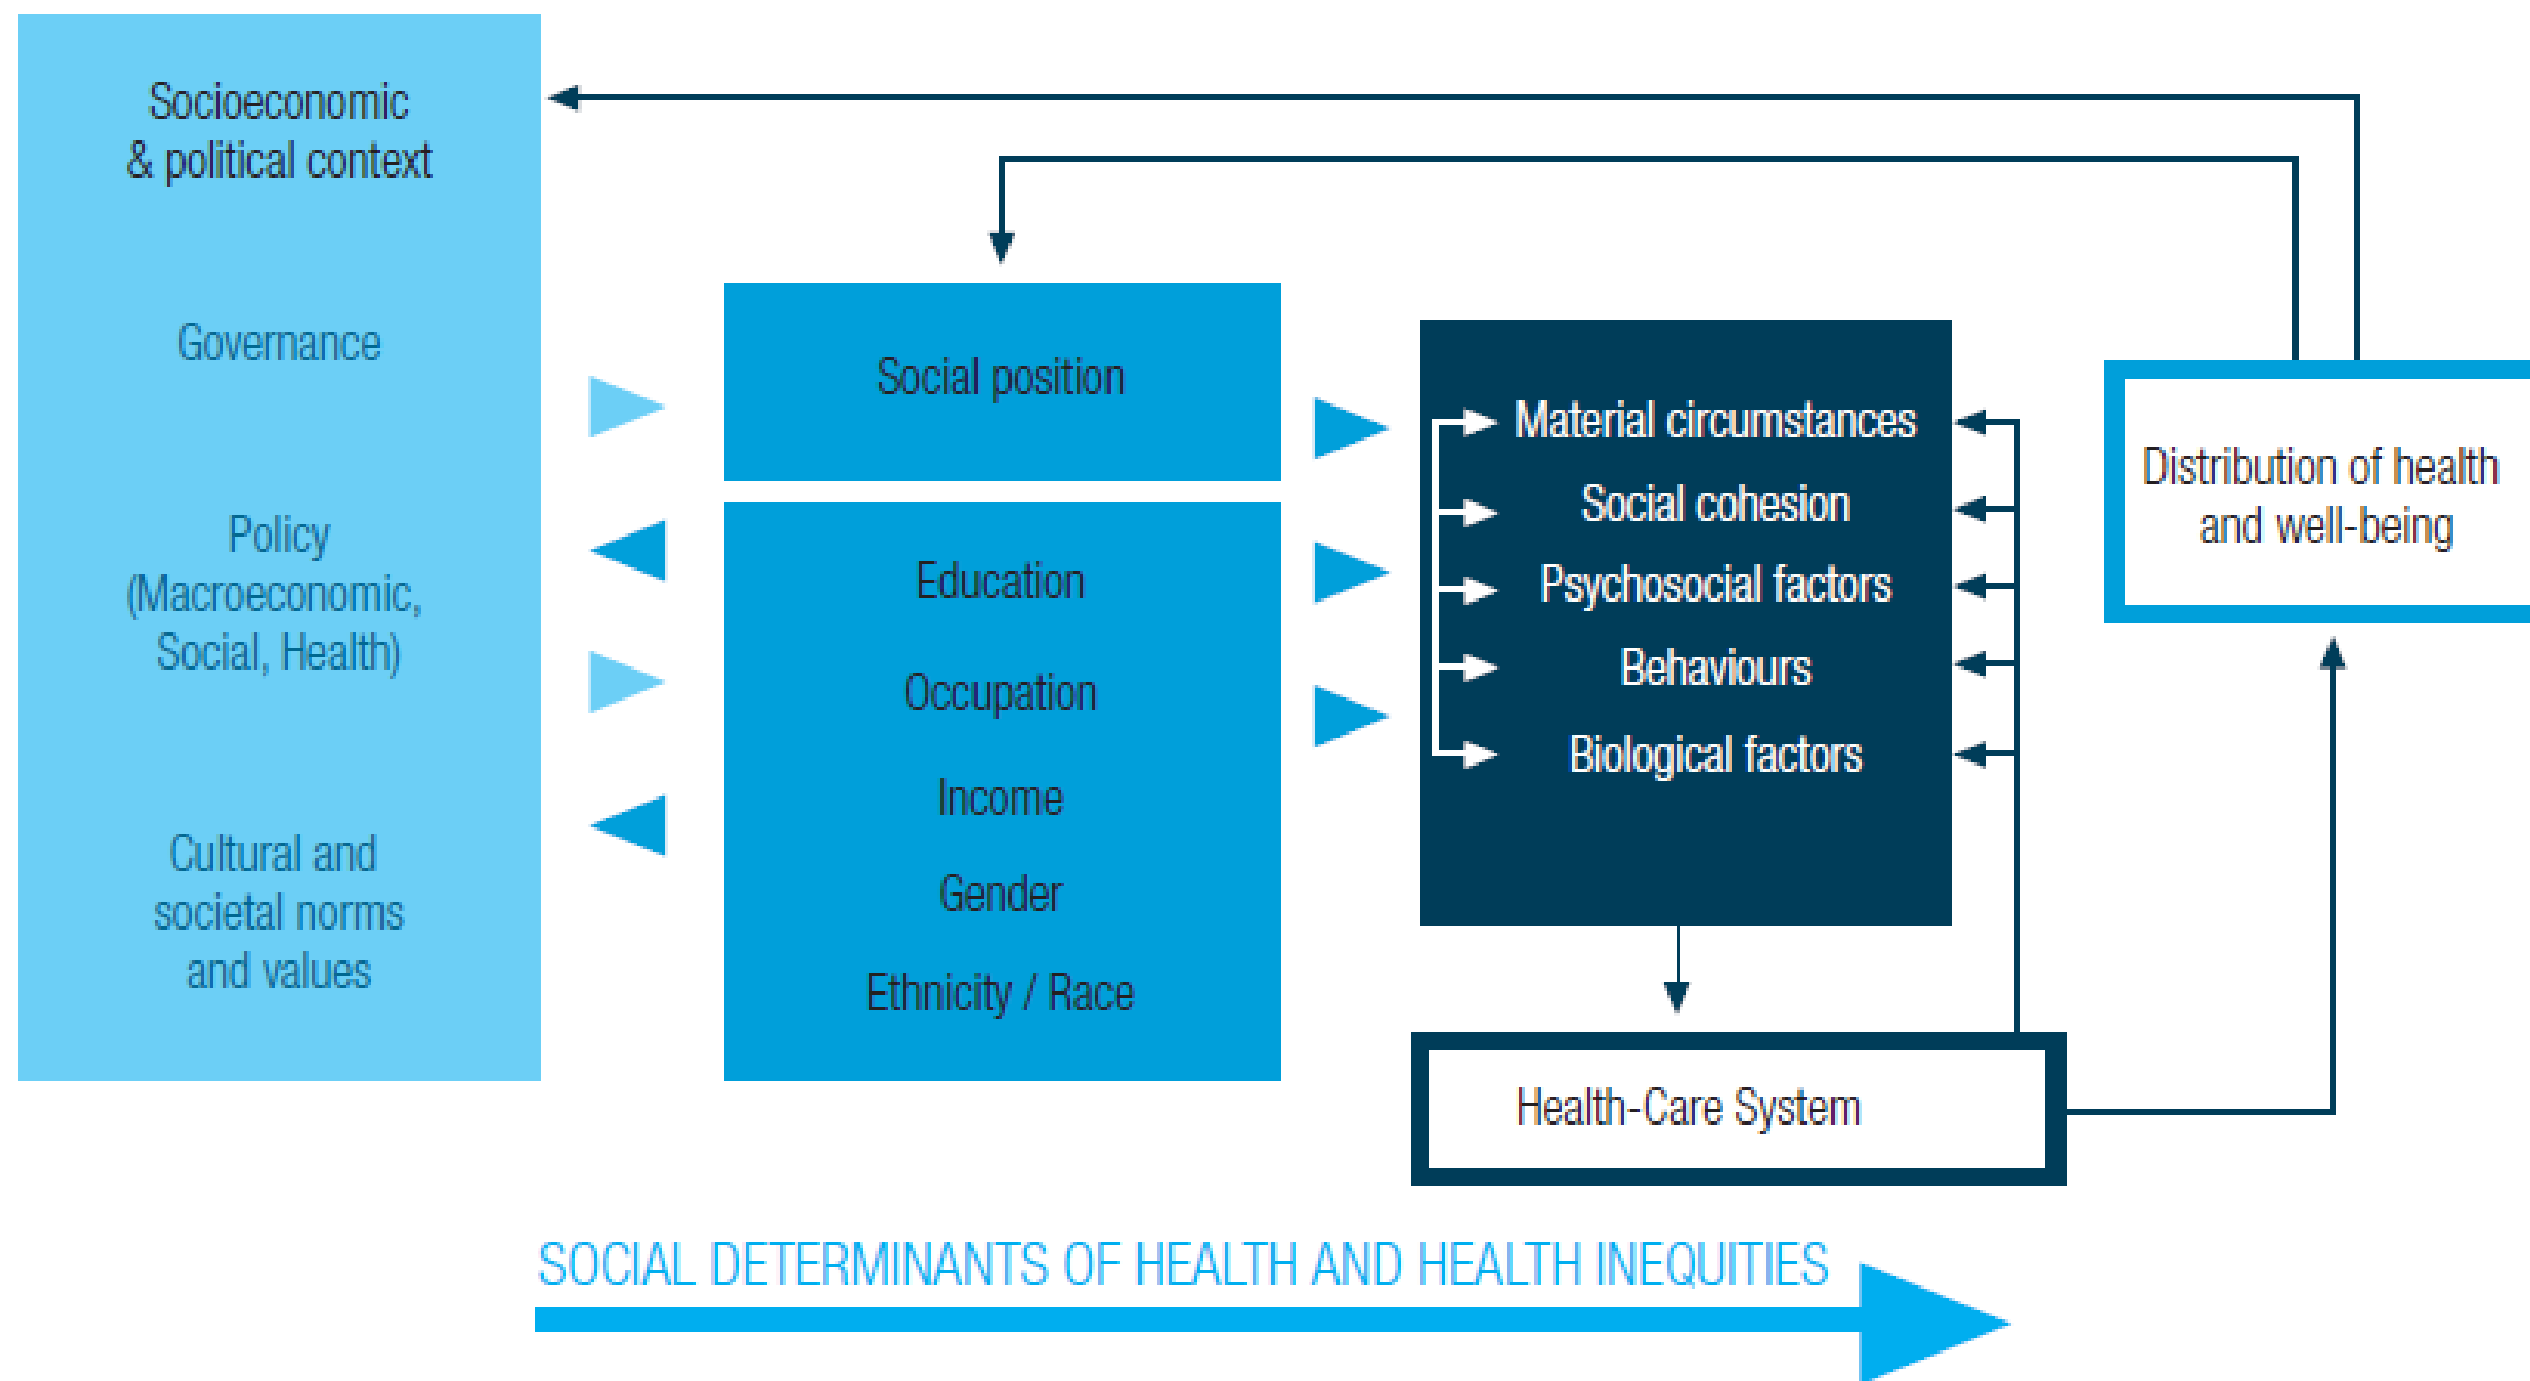 Socioeconomic
& political context
Governance
Policy
(Macroeconomic,
Social, Health)
Cultural and
societal norms
and values
Social position
Education
Occupation
Income
Gender
Ethnicity / Race
Material circumstances
Social cohesion
Psychosocial factors
Behaviours
Biological factors
Health-Care System
Distribution of health
and well-being
SOCIAL DETERMINANTS OF HEALTH AND HEALTH INEQUITIES